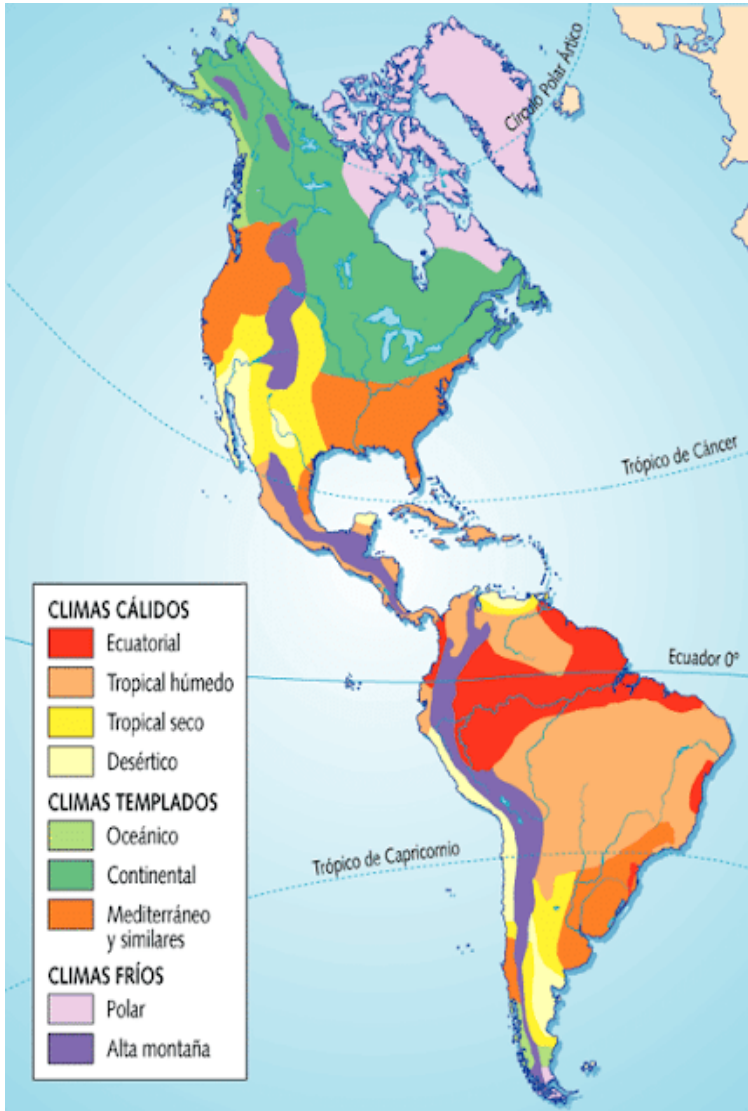 Círculo Polar Ártico
Trópico de Cáncer
Ecuador 0º
Trópico de Capricornio
CLIMAS CÁLIDOS
Ecuatorial
Tropical húmedo
Tropical seco
Desértico
CLIMAS TEMPLADOS
Oceánico
Continental
Mediterráneo
y similares
CLIMAS FRÍOS
Polar
Alta montaña